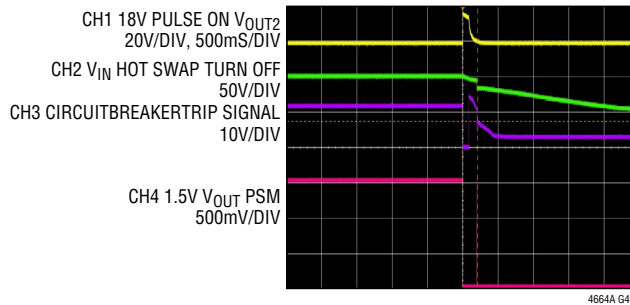 CH1 18V PULSE ON VOUT2
20V/DIV, 500mS/DIV
CH2 VIN HOT SWAP TURN OFF
50V/DIV
CH3 CIRCUITBREAKERTRIP SIGNAL
10V/DIV
CH4 1.5V VOUT PSM
500mV/DIV
4664A G4